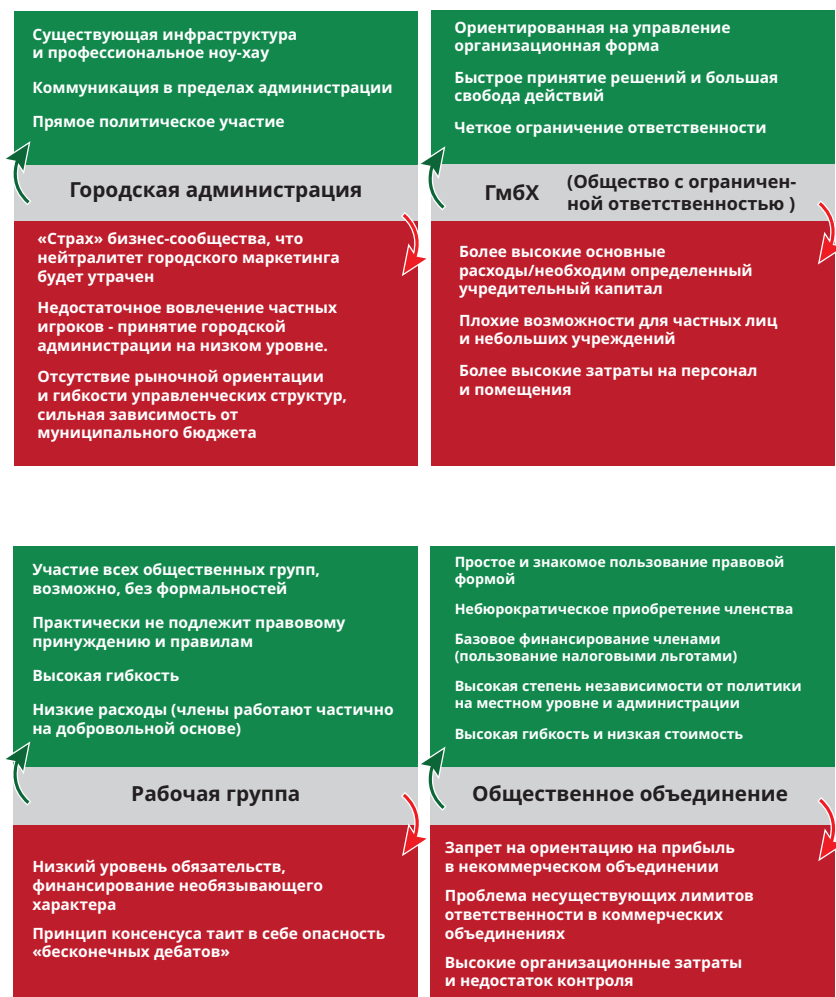 Существующая инфраструктура
и профессиональное ноу-хау
Коммуникация в пределах администрации
Прямое политическое участие
Городская администрация
«Страх» бизнес-сообщества, что
нейтралитет городского маркетинга
будет утрачен
Недостаточное вовлечение частных
игроков - принятие городской
администрации на низком уровне.
Отсутствие рыночной ориентации
и гибкости управленческих структур,
сильная зависимость от
муниципального бюджета
Ориентированная на управление
организационная форма
Быстрое принятие решений и большая
свобода действий
Четкое ограничение ответственности
ГмбХ (Общество с ограничен-
ной ответственностью )
Более высокие основные
расходы/необходим определенный
учредительный капитал
Плохие возможности для частных лиц
и небольших учреждений
Более высокие затраты на персонал
и помещения
Участие всех общественных групп,
возможно, без формальностей
Практически не подлежит правовому
принуждению и правилам
Высокая гибкость
Низкие расходы (члены работают частично
на добровольной основе)
Рабочая группа
Низкий уровень обязательств,
финансирование необязывающего
характера
Принцип консенсуса таит в себе опасность
«бесконечных дебатов»
Простое и знакомое пользование правовой
формой
Небюрократическое приобретение членства
Базовое финансирование членами
(пользование налоговыми льготами)
Высокая степень независимости от политики
на местном уровне и администрации
Высокая гибкость и низкая стоимость
Общественное объединение
Запрет на ориентацию на прибыль
в некоммерческом объединении
Проблема несуществующих лимитов
ответственности в коммерческих
объединениях
Высокие организационные затраты
и недостаток контроля